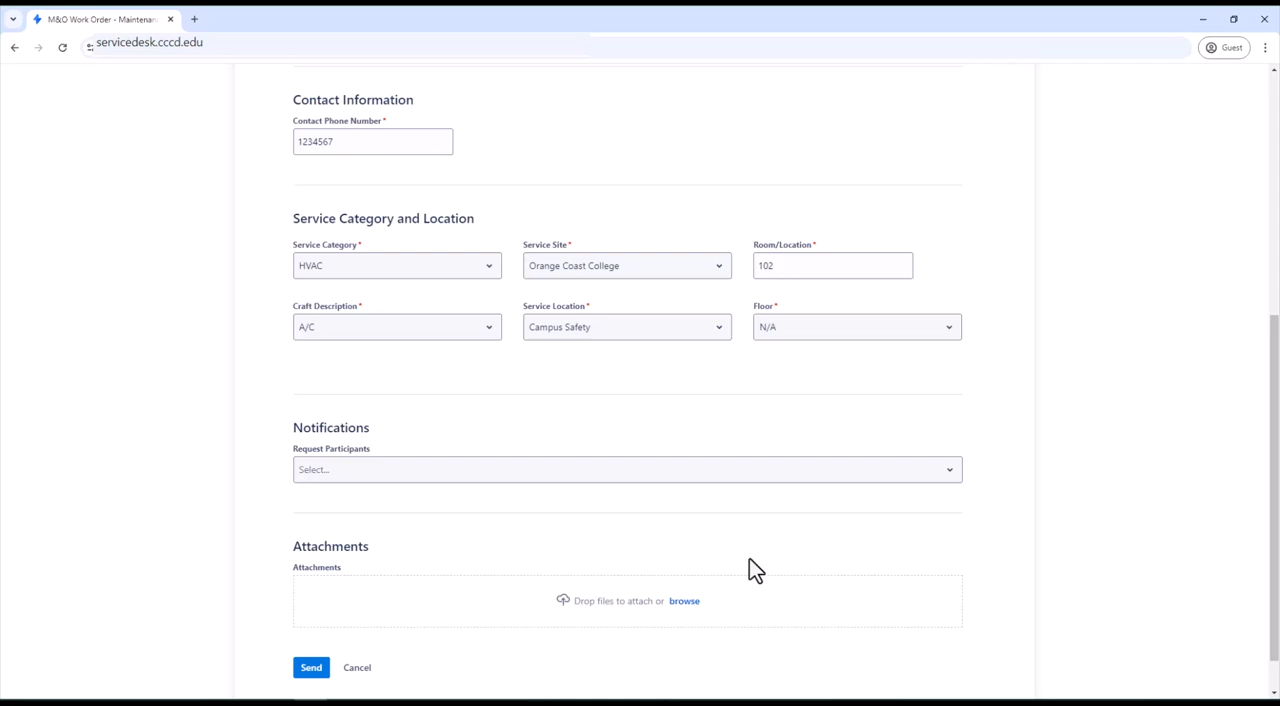 M&O Work Order - Maintenan
servicedesk.cccd.edu
Guest
Contact Information
Contact Phone Number*
1234567
Service Category and Location
Service Category* Service Site* Room/Location*
HVAC Orange Coast College 102
Craft Description* Service Location* Floor*
A/C Campus Safety N/A
Notifications
Request Participants
Select...
Attachments
Attachments
Drop files to attach or browse
Send Cancel